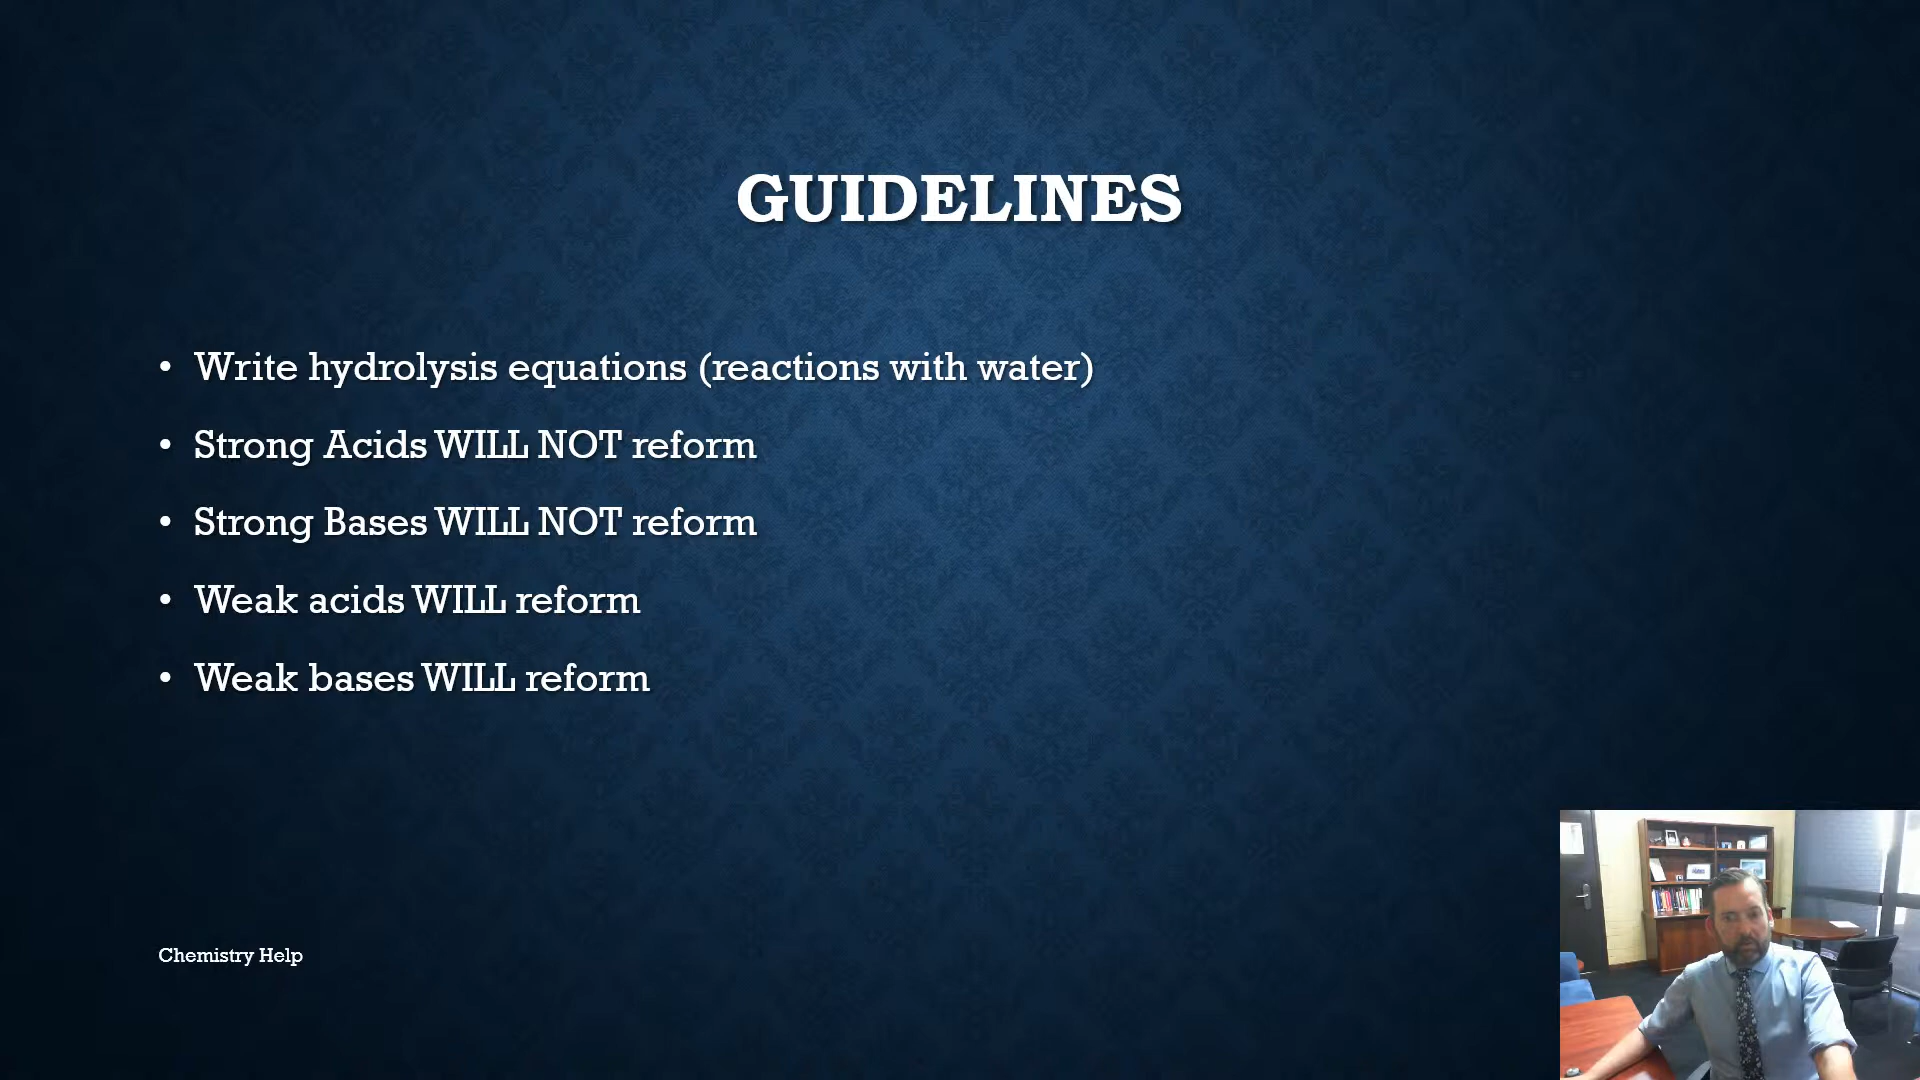 GUIDELINES
• Write hydrolysis equations (reactions with water)
• Strong Acids WILL NOT reform
• Strong Bases WILL NOT reform
• Weak acids WILL reform
• Weak bases WILL reform
Chemistry Help